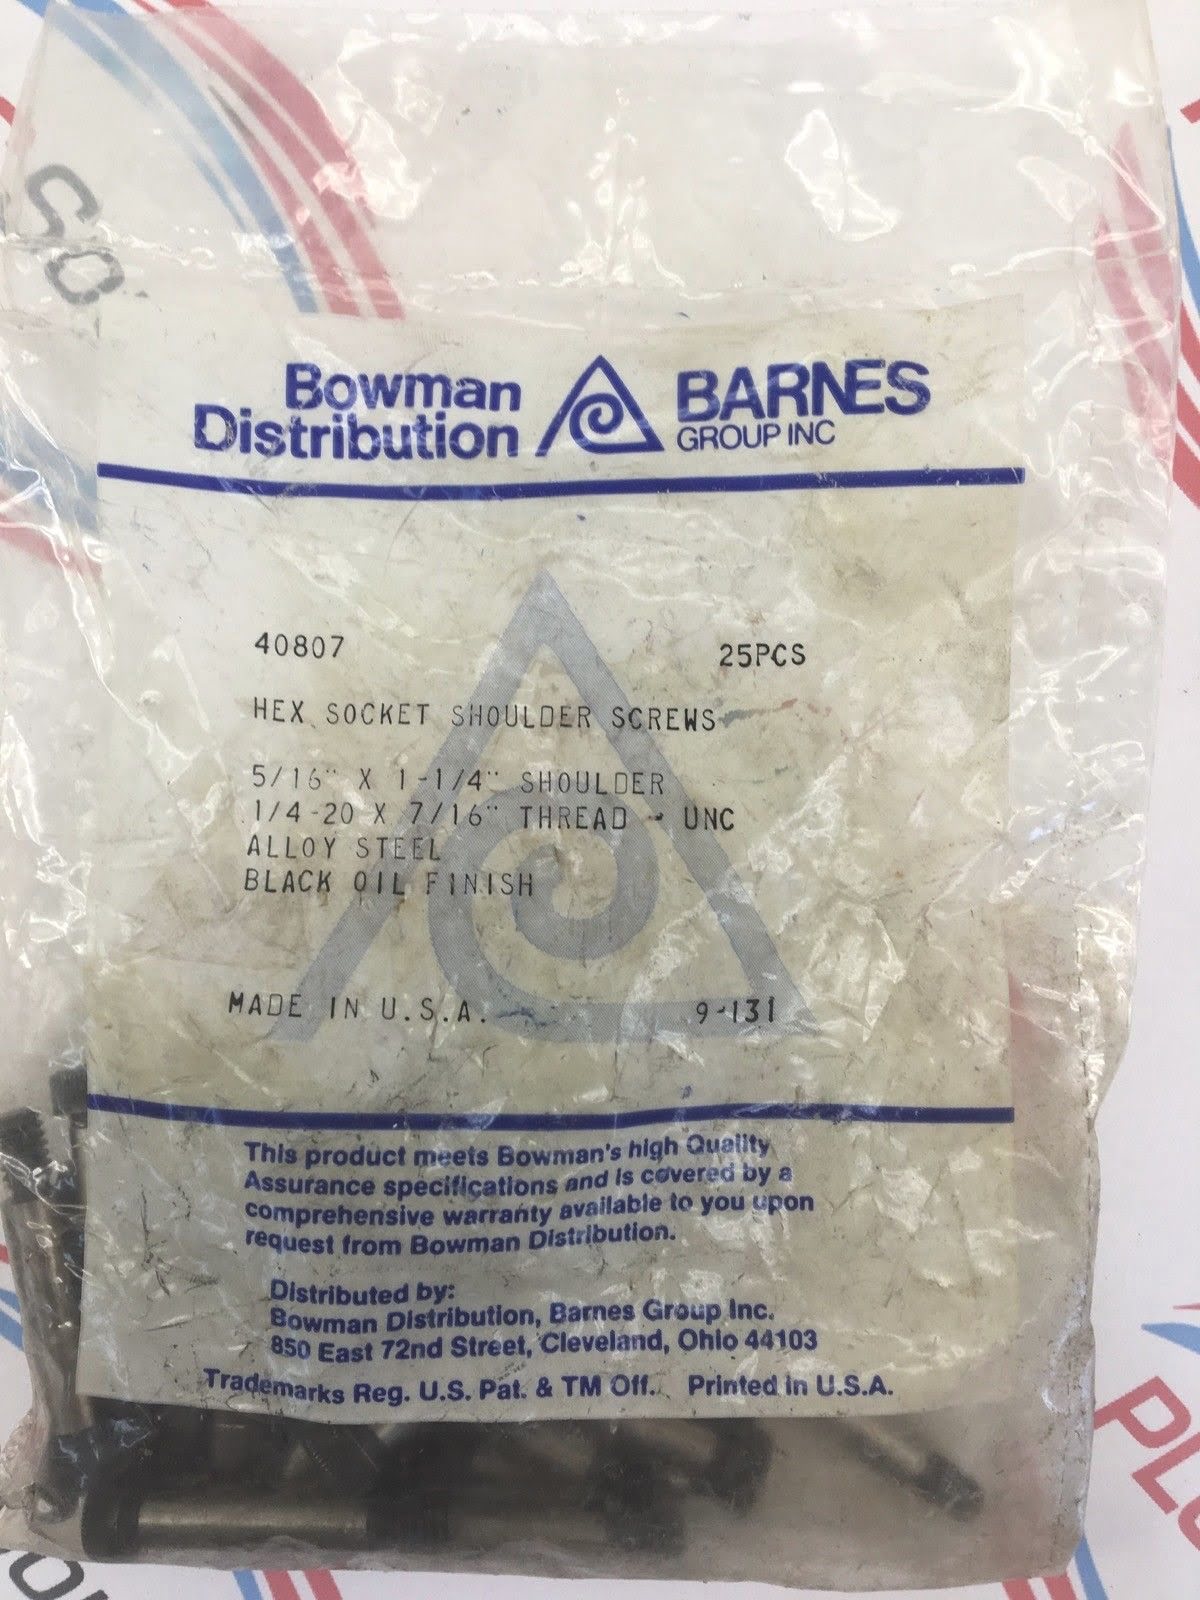 Bowman
Distribution
BARNES
GROUP INC
40807 25PCS
HEX SOCKET SHOULDER SCREWS
5/16" X 1-1/4" SHOULDER
1/4-20 X 7/16" THREAD - UNC
ALLOY STEEL
BLACK OIL FINISH
MADE IN U.S.A. 9-131
This product meets Bowman's high Quality
Assurance specifications and is covered by a
comprehensive warranty available to you upon
request from Bowman Distribution.
Distributed by:
Bowman Distribution, Barnes Group Inc.
850 East 72nd Street, Cleveland, Ohio 44103
Trademarks Reg. U.S. Pat. & TM Off. Printed in U.S.A.